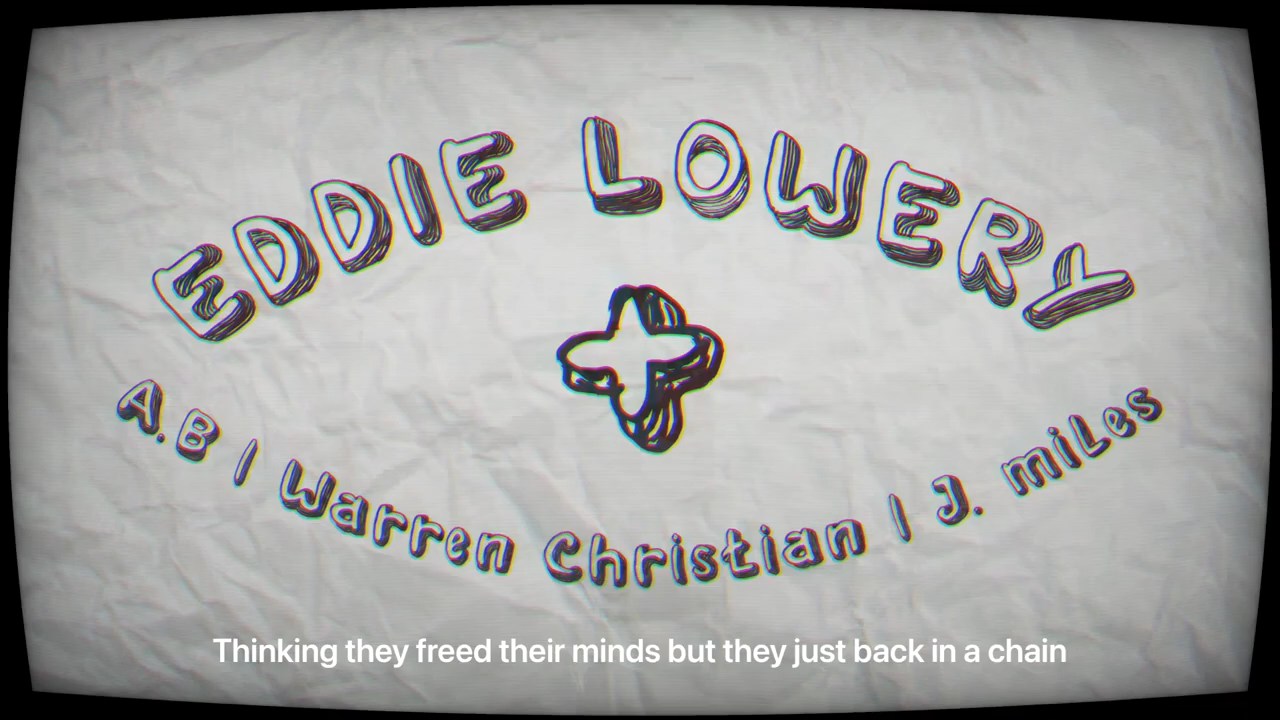 EDDIE LOWERY
A.B | Warren Christian | J. miles
Thinking they freed their minds but they just back in a chain